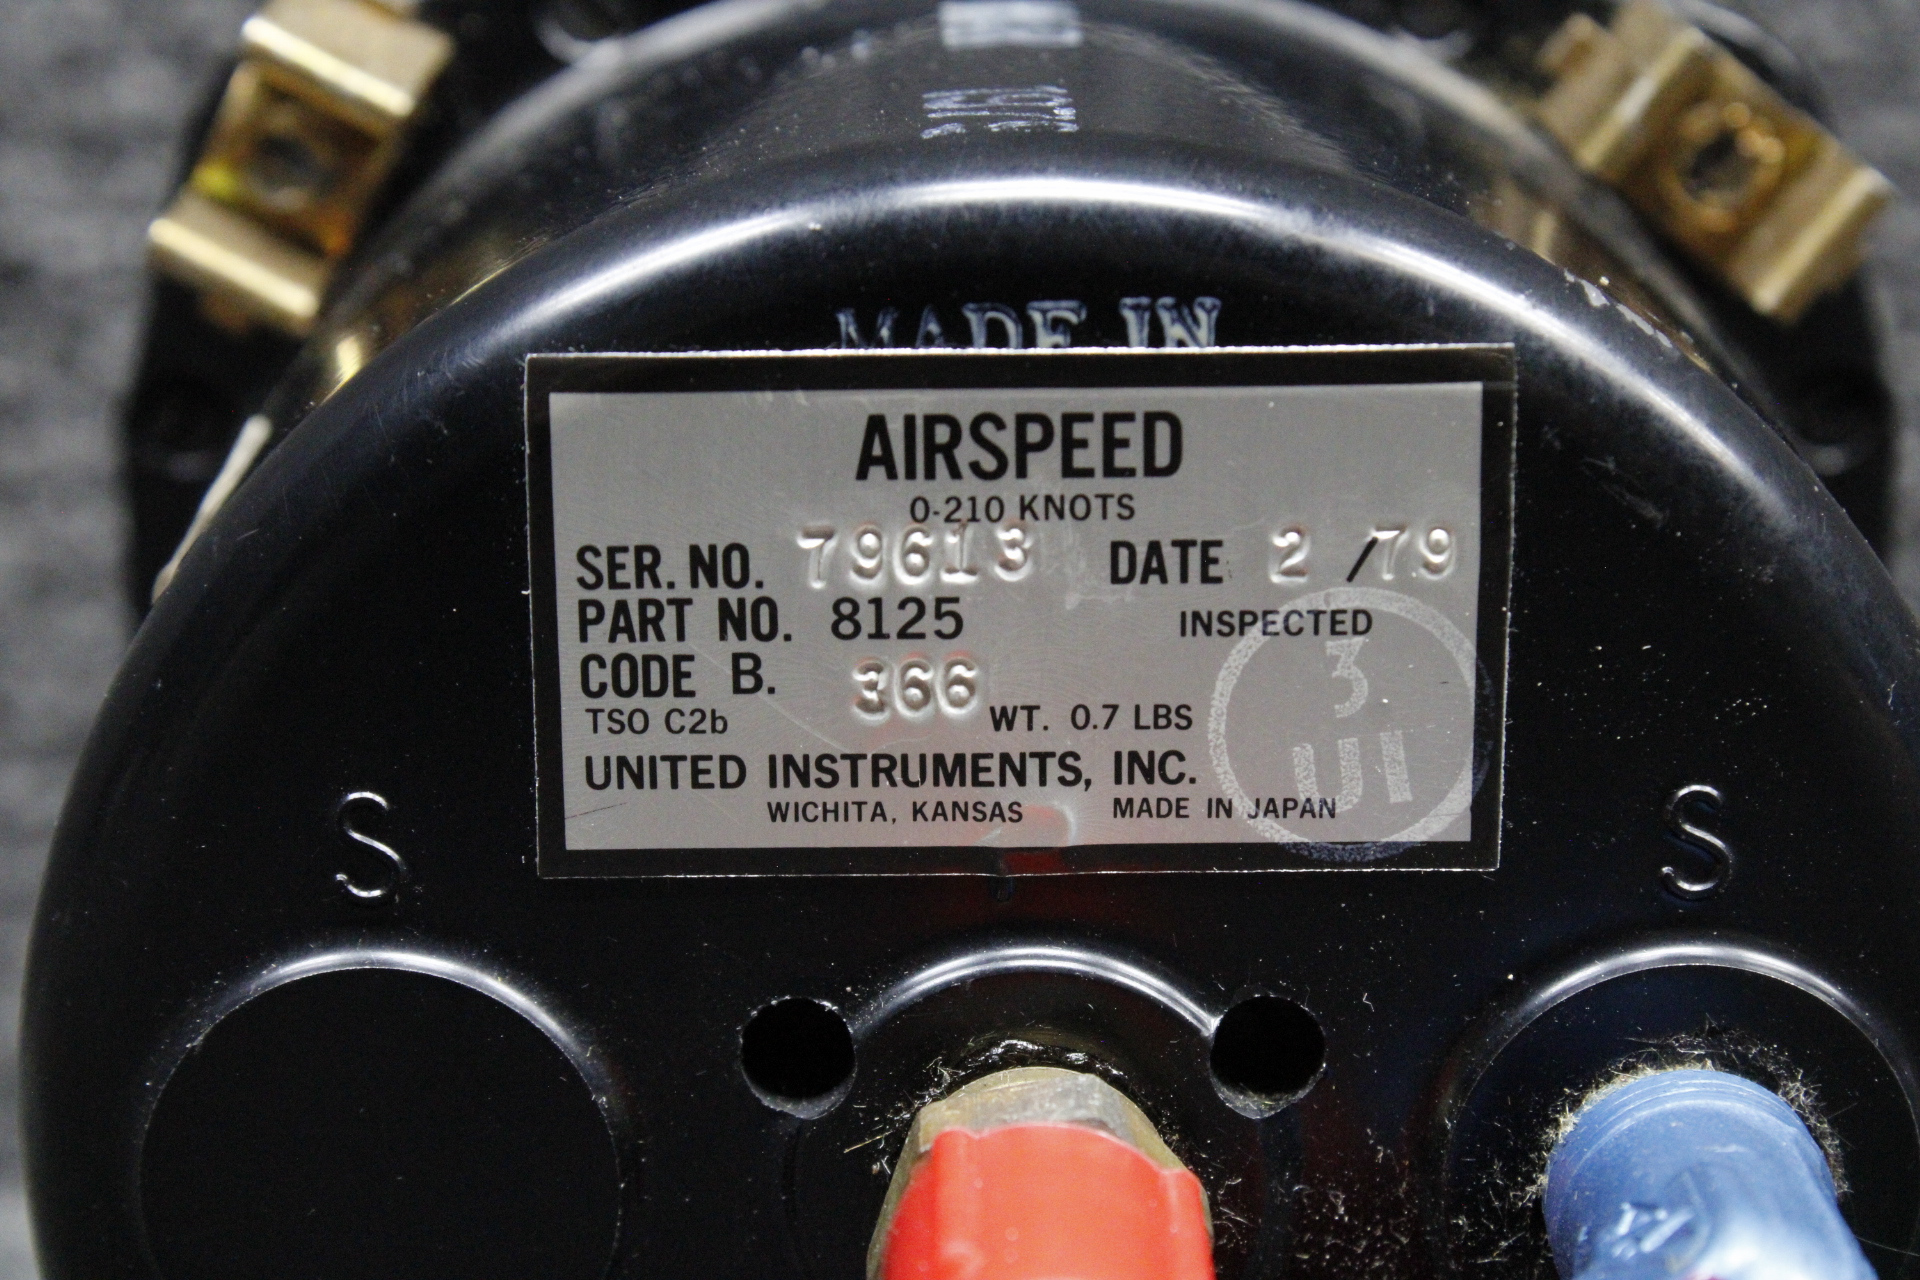 MADE IN
AIRSPEED
0-210 KNOTS
SER. NO. 79613 DATE 2 /79
PART NO. 8125 INSPECTED
CODE B. 366
3
TSO C2b WT. 0.7 LBS
UI
UNITED INSTRUMENTS, INC.
WICHITA, KANSAS MADE IN JAPAN
S S